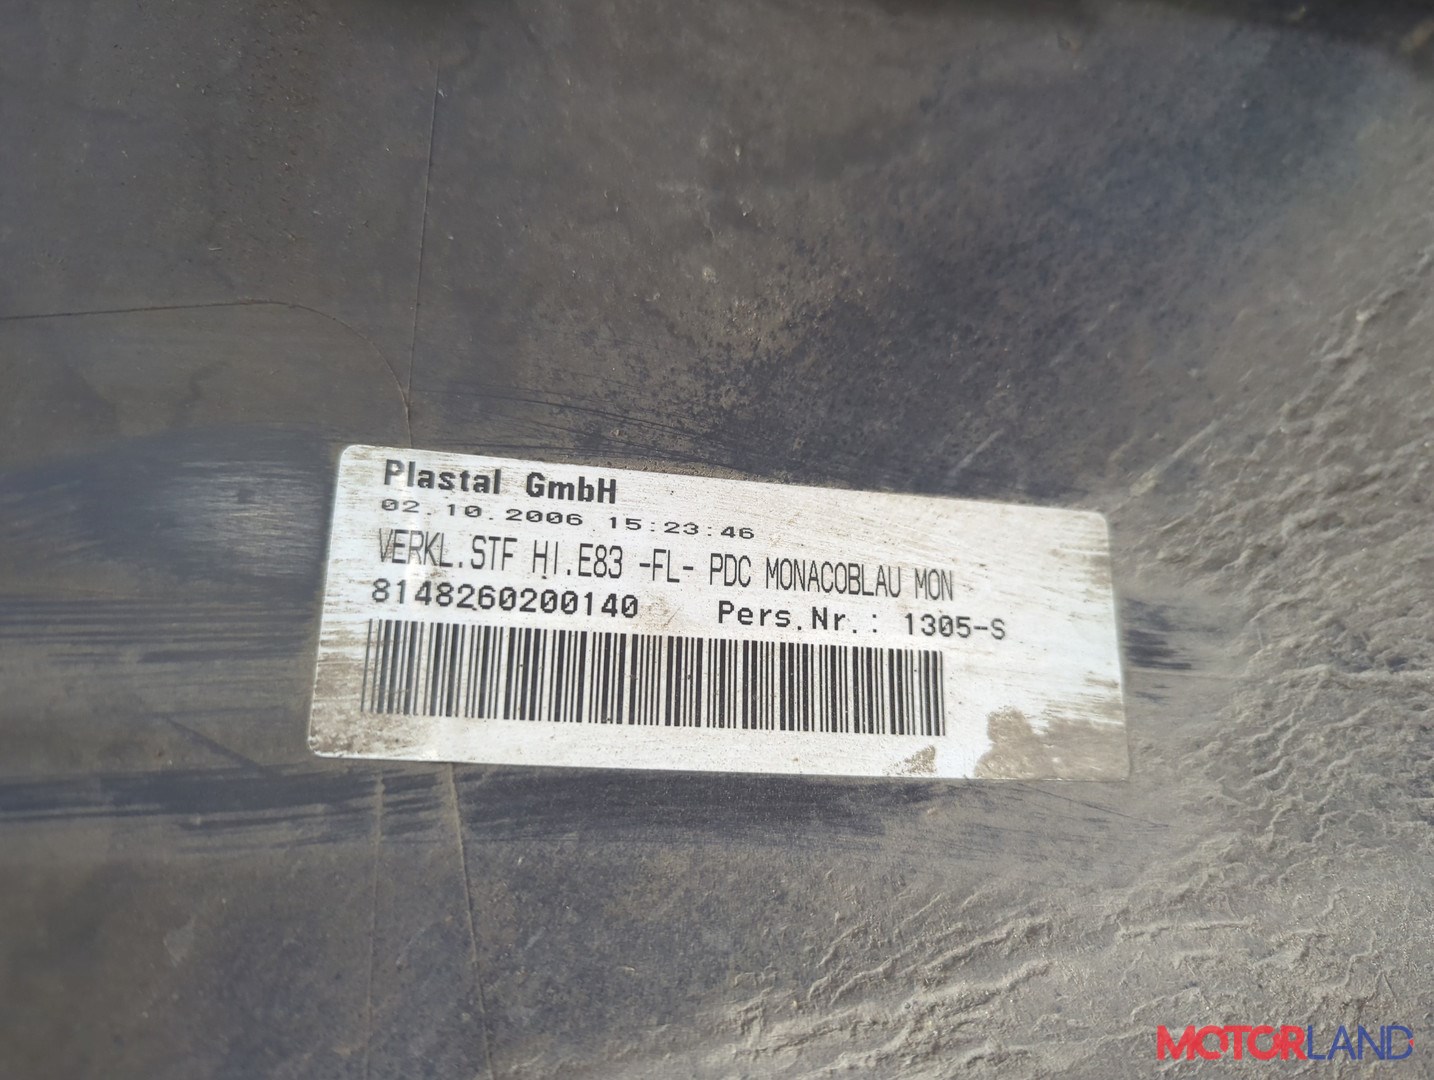 Plastal GmbH
02.10.2006 15:23:46
VERKL.STF HI.E83 -FL- PDC MONACOBLAU MON
8148260200140 Pers.Nr.: 1305-S
MOTORLAND